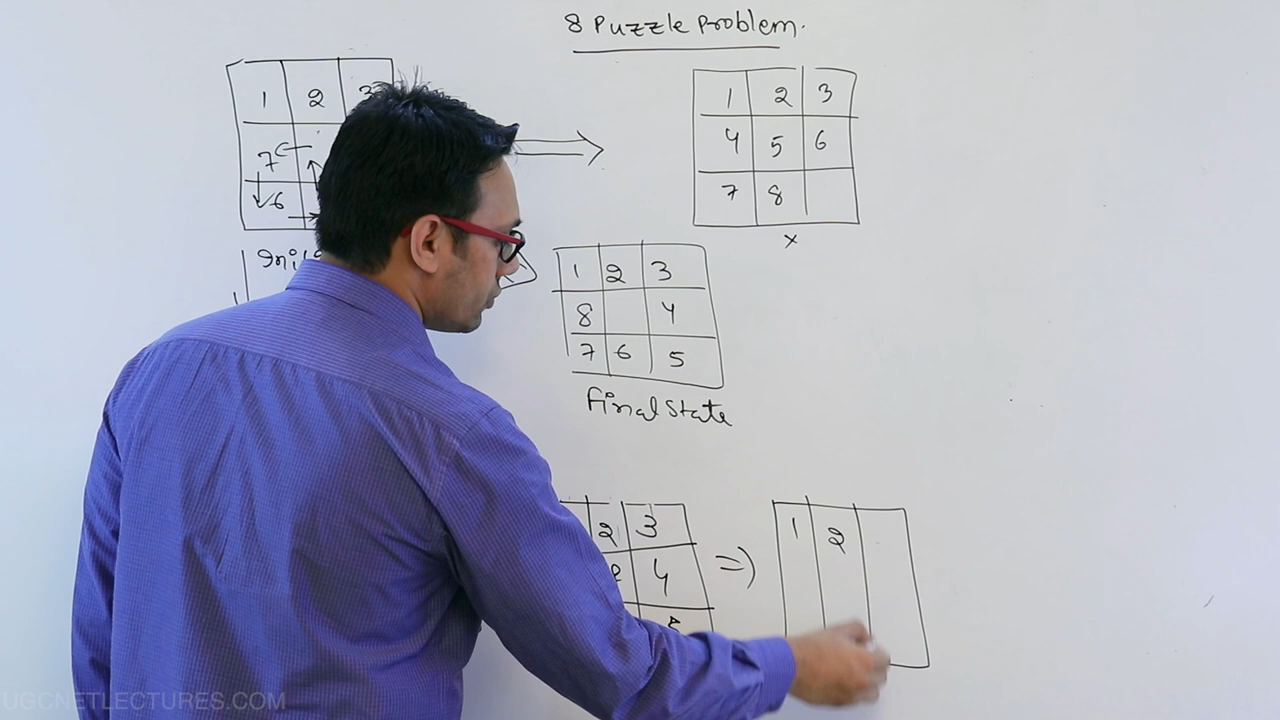 8 Puzzle Problem.
1 2 3
7
6
1 2 3
4 5 6
7 8
x
1 2 3
8 4
7 6 5
Final State
2 3
4
=)
1 2
UGCNETLECTURES.COM